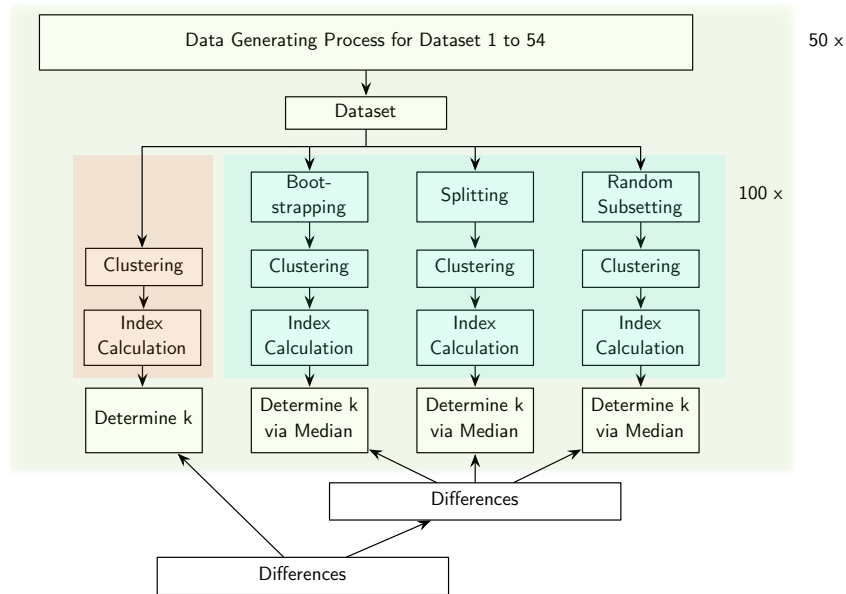 Data Generating Process for Dataset 1 to 54
50 x
Dataset
Boot-
strapping
Splitting
Random
Subsetting
100 x
Clustering
Clustering
Clustering
Clustering
Index
Calculation
Index
Calculation
Index
Calculation
Index
Calculation
Determine k
Determine k
via Median
Determine k
via Median
Determine k
via Median
Differences
Differences